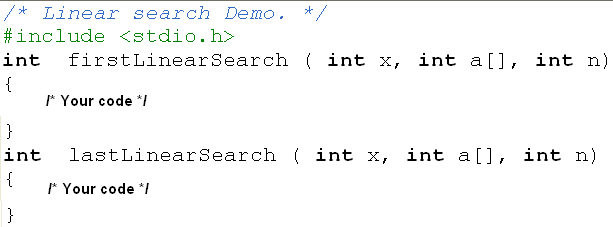 /* Linear search Demo. */
#include <stdio.h>
int  firstLinearSearch ( int x, int a[], int n)
{
/* Your code */
}
int  lastLinearSearch ( int x, int a[], int n)
{
/* Your code */
}